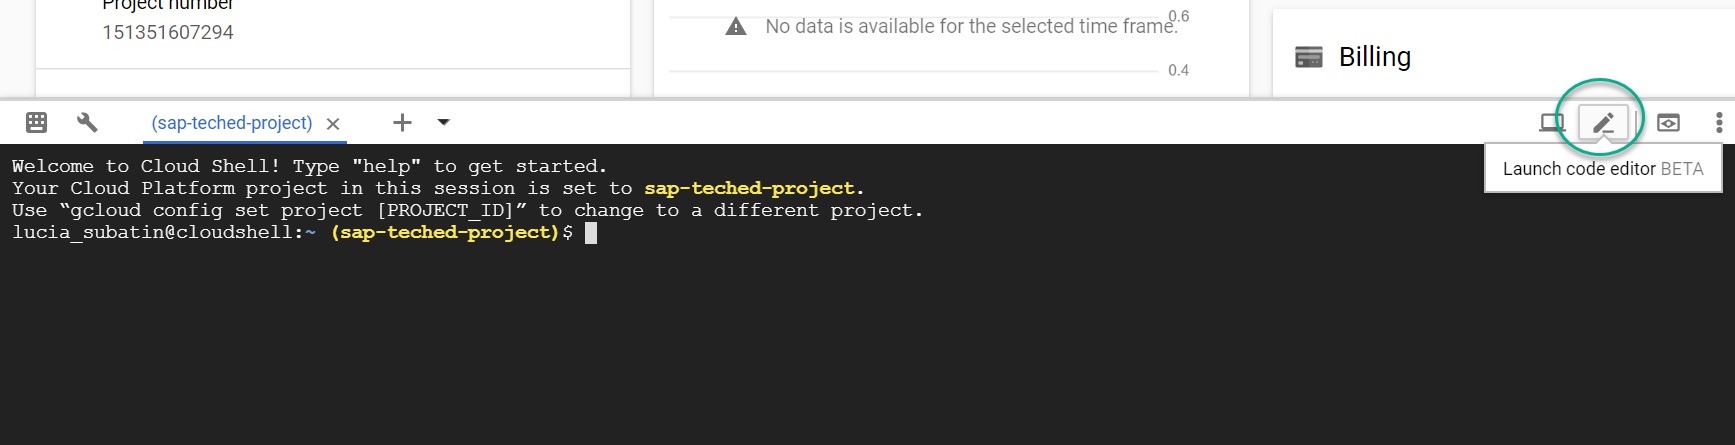 Project number
151351607294
No data is available for the selected time frame.
0.6
0.4
Billing
(sap-teched-project)
Launch code editor BETA
Welcome to Cloud Shell! Type "help" to get started.
Your Cloud Platform project in this session is set to sap-teched-project.
Use “gcloud config set project [PROJECT_ID]” to change to a different project.
lucia_subatin@cloudshell:~ (sap-teched-project)$